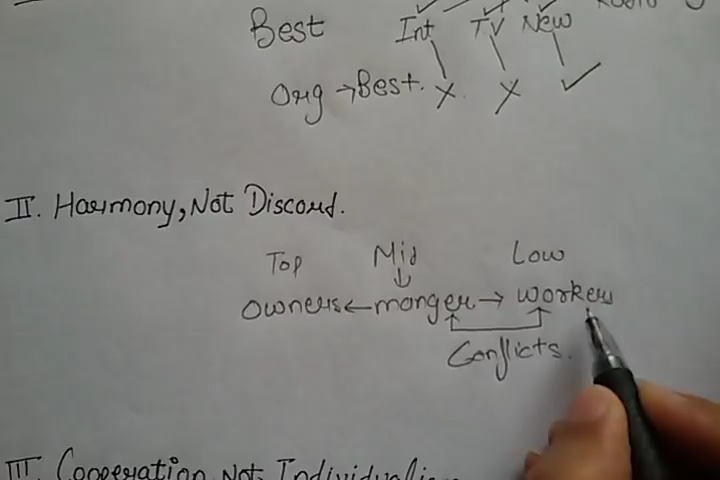 Best Int TV New
Org → Best. X X ✓
II. Harmony, Not Discord.
Top Mid Low
Owners ← manger → workers
Conflicts.
III. Cooperation, Not Individualism